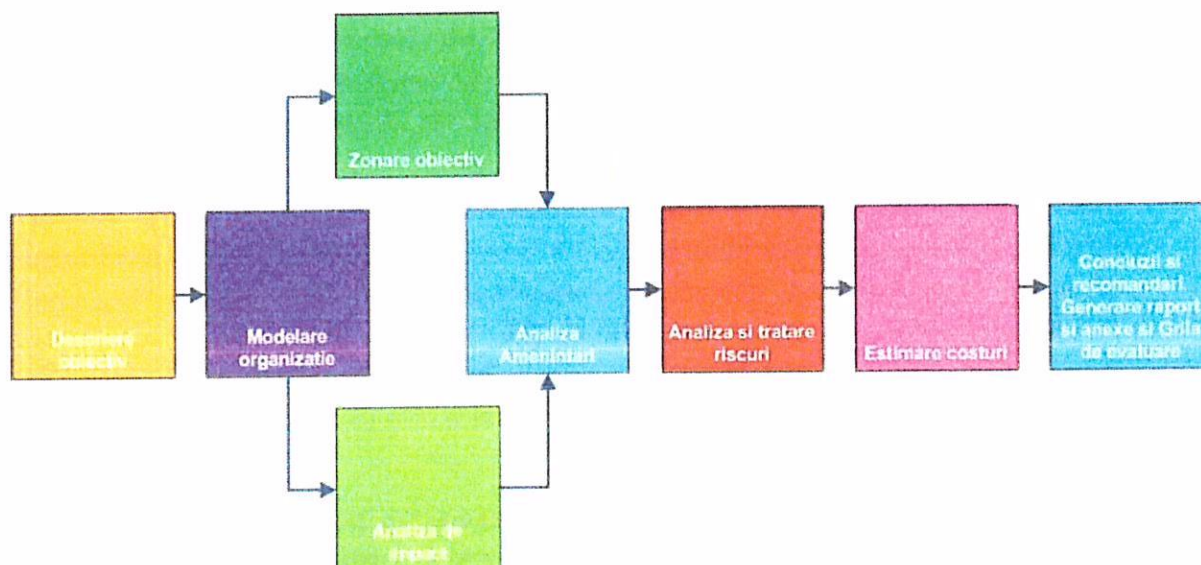 Zonare obiectiv
Descriere
obiectiv
Modelare
organizatie
Analiza
Amenintari
Analiza si tratare
riscuri
Estimare costuri
Concluzii si
recomandari
Generare raport
si anexe si Grila
de evaluare
Analiza de
impact